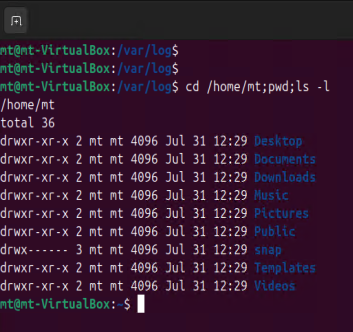 mt@mt-VirtualBox:/var/log$
mt@mt-VirtualBox:/var/log$
mt@mt-VirtualBox:/var/log$ cd /home/mt;pwd;ls -l
/home/mt
total 36
drwxr-xr-x 2 mt mt 4096 Jul 31 12:29 Desktop
drwxr-xr-x 2 mt mt 4096 Jul 31 12:29 Documents
drwxr-xr-x 2 mt mt 4096 Jul 31 12:29 Downloads
drwxr-xr-x 2 mt mt 4096 Jul 31 12:29 Music
drwxr-xr-x 2 mt mt 4096 Jul 31 12:29 Pictures
drwxr-xr-x 2 mt mt 4096 Jul 31 12:29 Public
drwx------ 3 mt mt 4096 Jul 31 12:29 snap
drwxr-xr-x 2 mt mt 4096 Jul 31 12:29 Templates
drwxr-xr-x 2 mt mt 4096 Jul 31 12:29 Videos
mt@mt-VirtualBox:~$